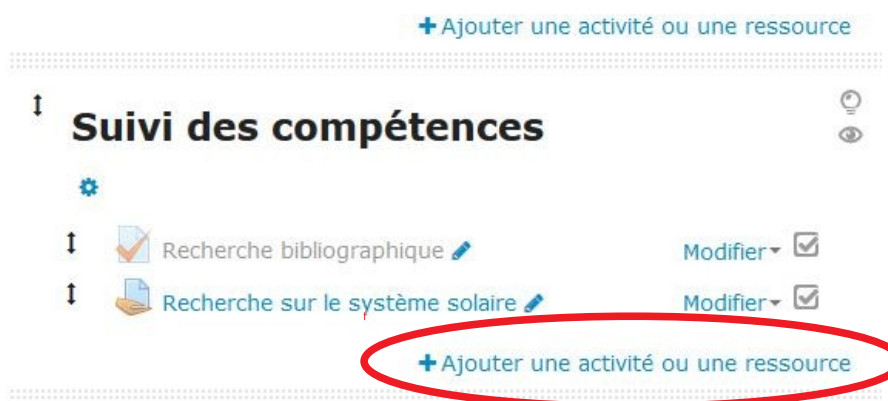 Ajouter une activité ou une ressource
Suivi des compétences
Recherche bibliographique Modifier
Recherche sur le système solaire Modifier
Ajouter une activité ou une ressource